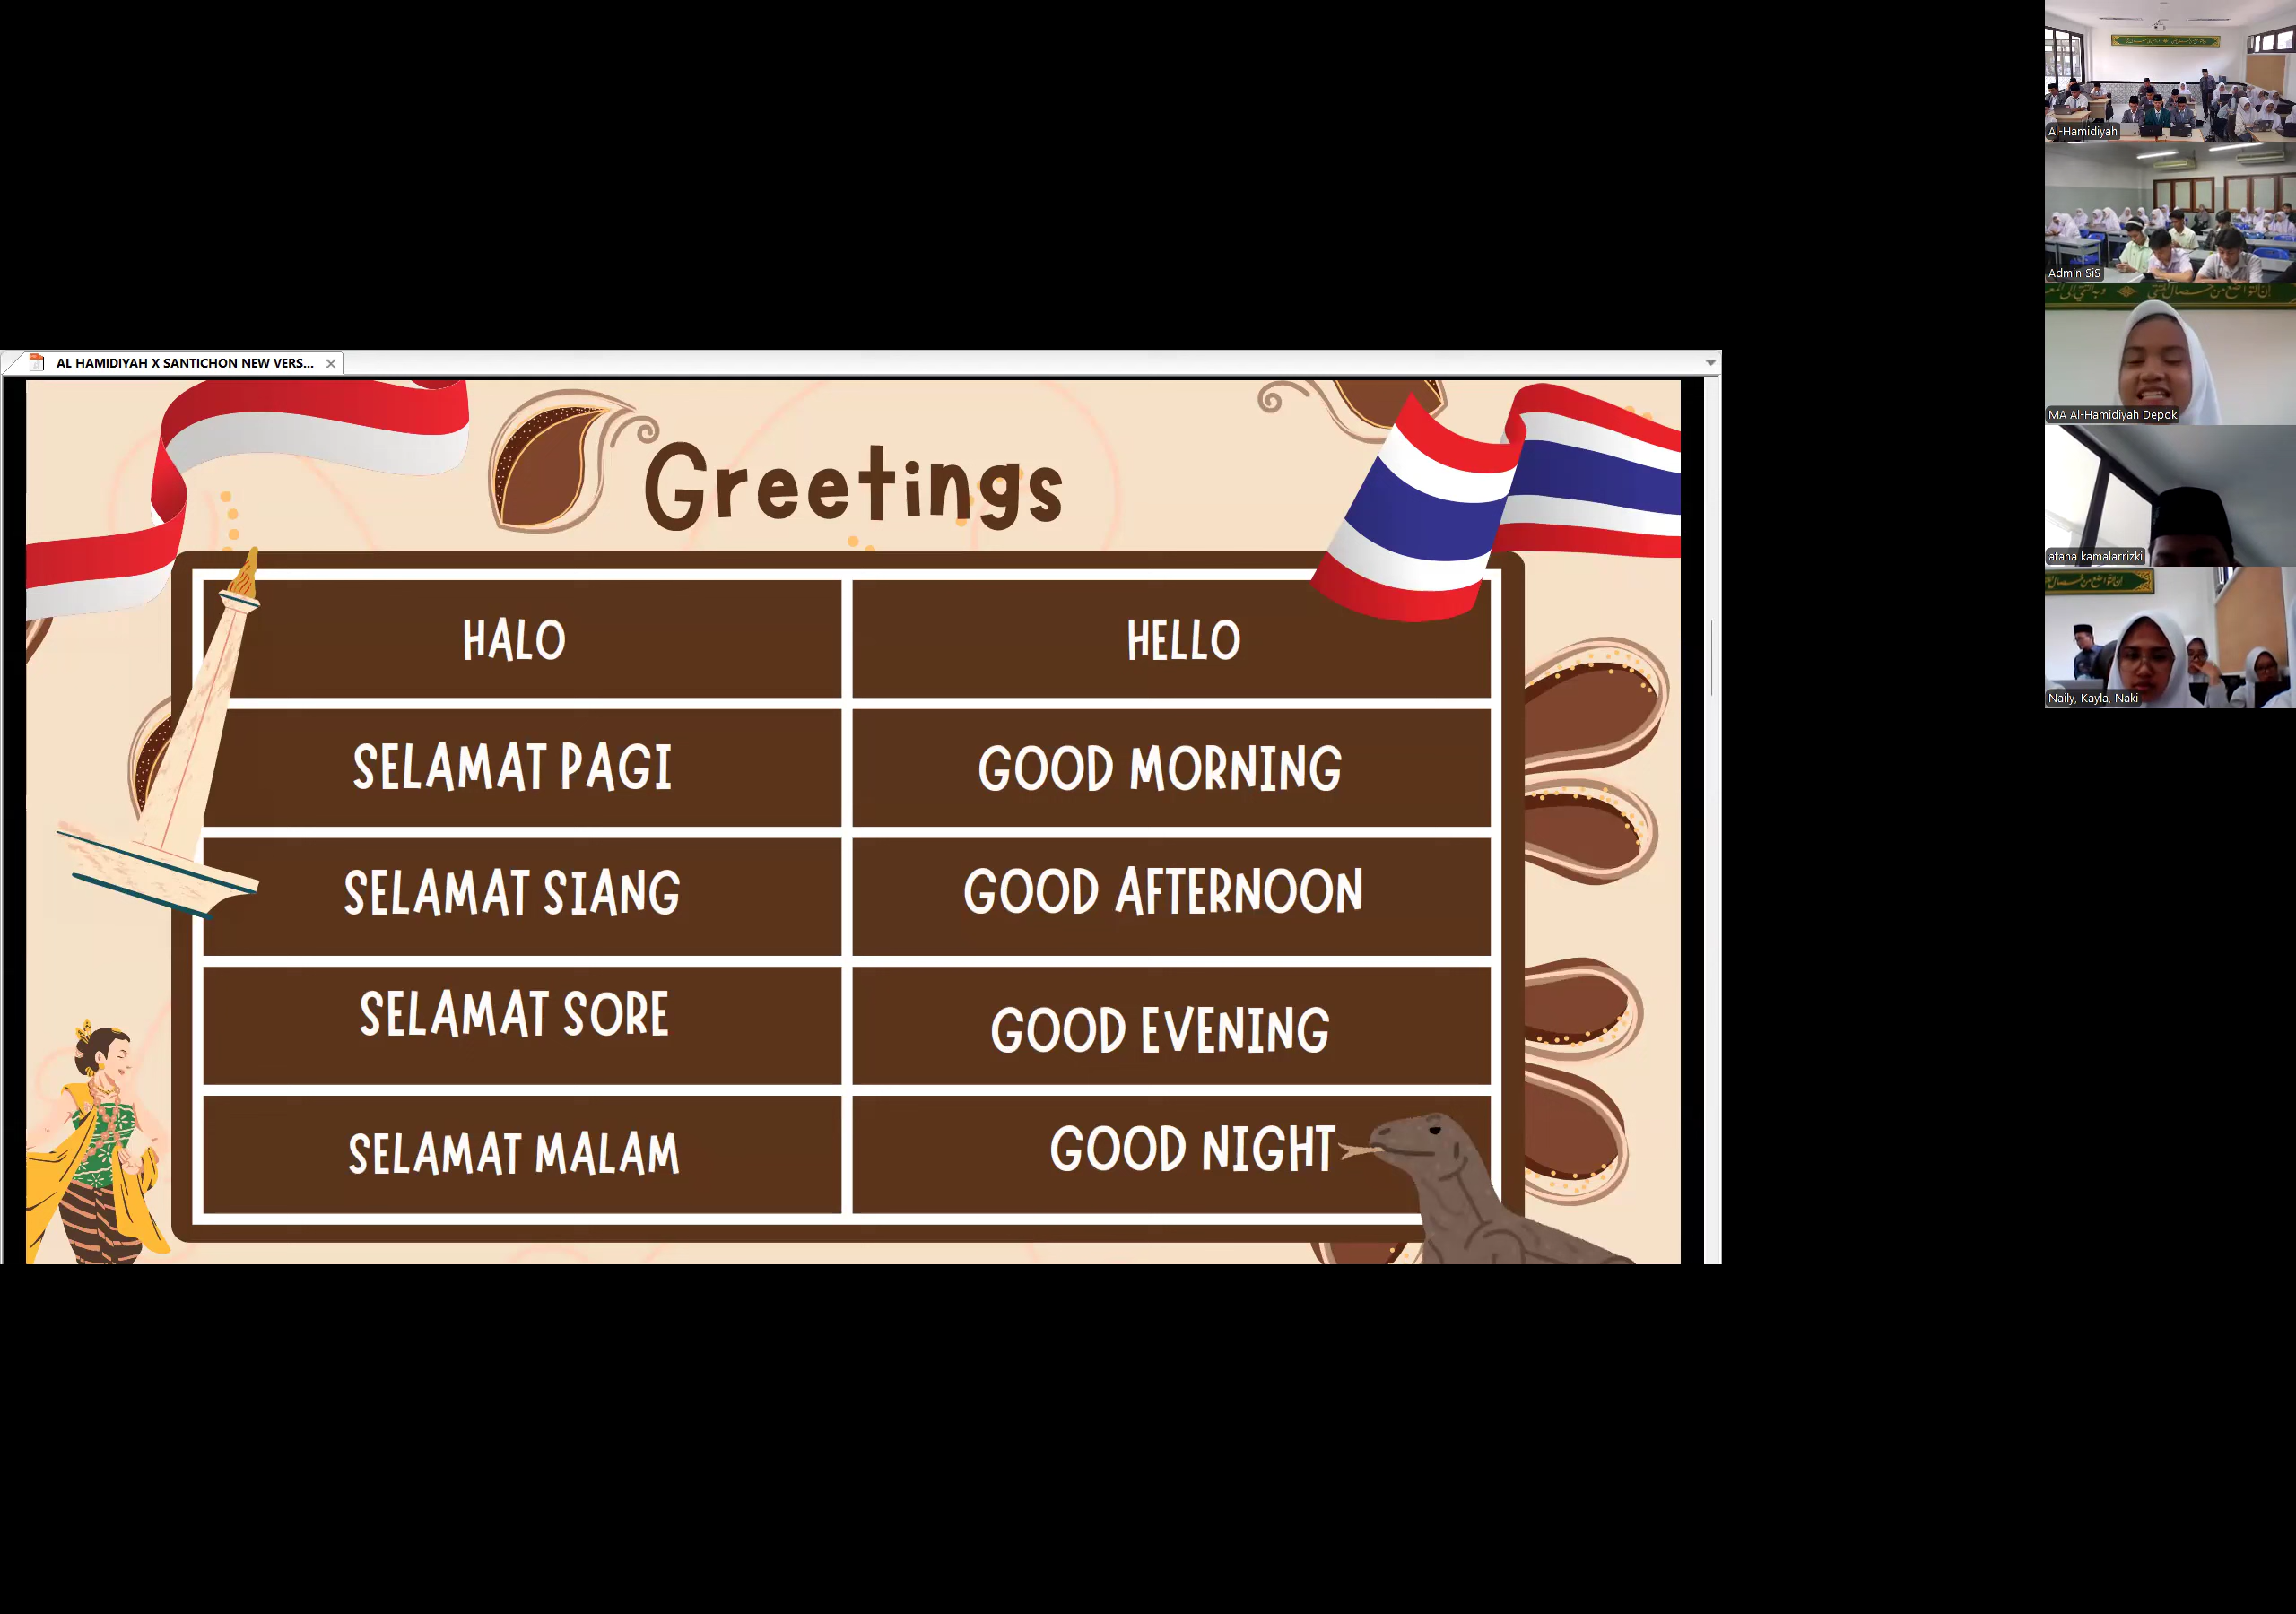 AL HAMIDIYAH X SANTICHON NEW VERS...
Greetings
HALO
HELLO
SELAMAT PAGI
GOOD MORNING
SELAMAT SIANG
GOOD AFTERNOON
SELAMAT SORE
GOOD EVENING
SELAMAT MALAM
GOOD NIGHT
Al-Hamidiyah
Admin SiS
MA Al-Hamidiyah Depok
atana kamalarrizki
Naily, Kayla, Naki